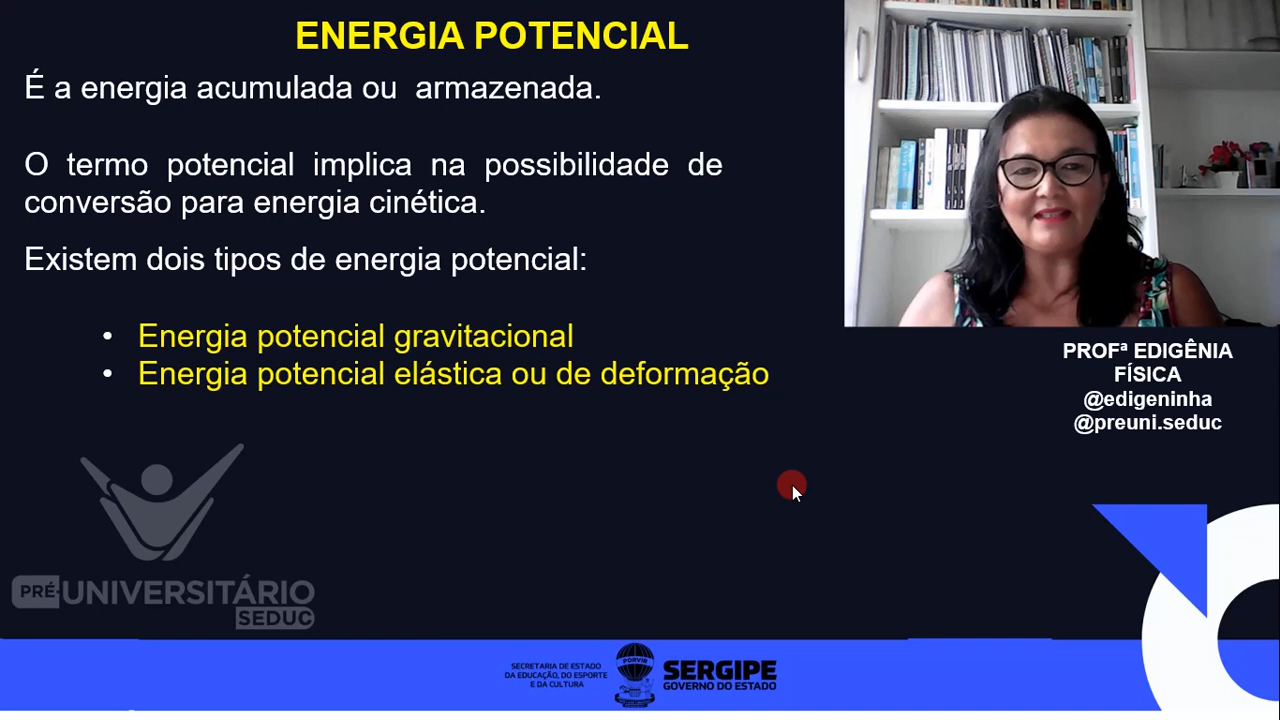 ENERGIA POTENCIAL
É a energia acumulada ou armazenada.
O termo potencial implica na possibilidade de
conversão para energia cinética.
Existem dois tipos de energia potencial:
• Energia potencial gravitacional
• Energia potencial elástica ou de deformação
PROFª EDIGÊNIA
FÍSICA
@edigeninha
@preuni.seduc
PRÉ-UNIVERSITÁRIO
SEDUC
SECRETARIA DE ESTADO
DA EDUCAÇÃO, DO ESPORTE
E DA CULTURA
PORVIR
SERGIPE
GOVERNO DO ESTADO